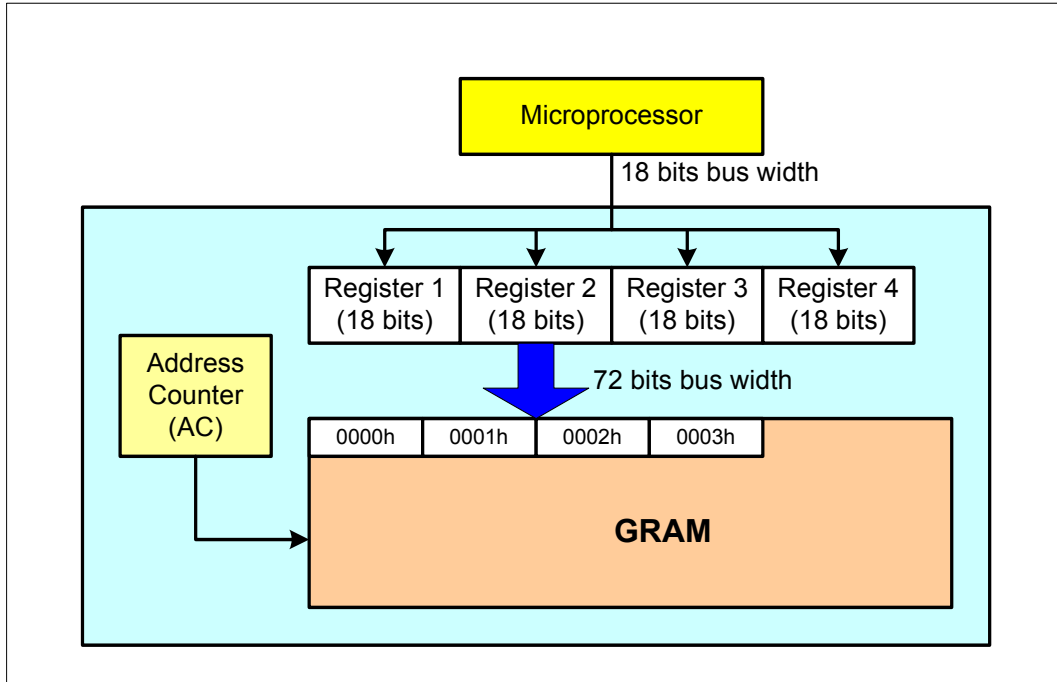 Microprocessor
18 bits bus width
Register 1
(18 bits)
Register 2
(18 bits)
Register 3
(18 bits)
Register 4
(18 bits)
Address
Counter
(AC)
72 bits bus width
0000h
0001h
0002h
0003h
GRAM